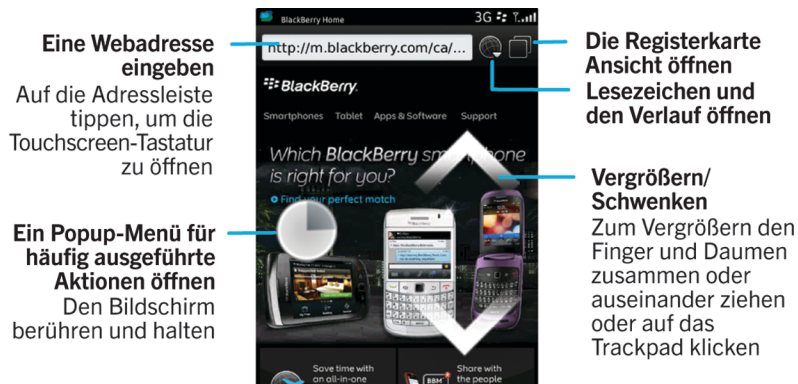 Eine Webadresse
eingeben
Auf die Adressleiste
tippen, um die
Touchscreen-Tastatur
zu öffnen
Ein Popup-Menü für
häufig ausgeführte
Aktionen öffnen
Den Bildschirm
berühren und halten
BlackBerry Home
3G
http://m.blackberry.com/ca/...
BlackBerry
Smartphones Tablet Apps & Software Support
Which BlackBerry smartphone
is right for you?
Find your perfect match
Save time with
an all-in-one
Share with
the people
BBM
Die Registerkarte
Ansicht öffnen
Lesezeichen und
den Verlauf öffnen
Vergrößern/
Schwenken
Zum Vergrößern den
Finger und Daumen
zusammen oder
auseinander ziehen
oder auf das
Trackpad klicken